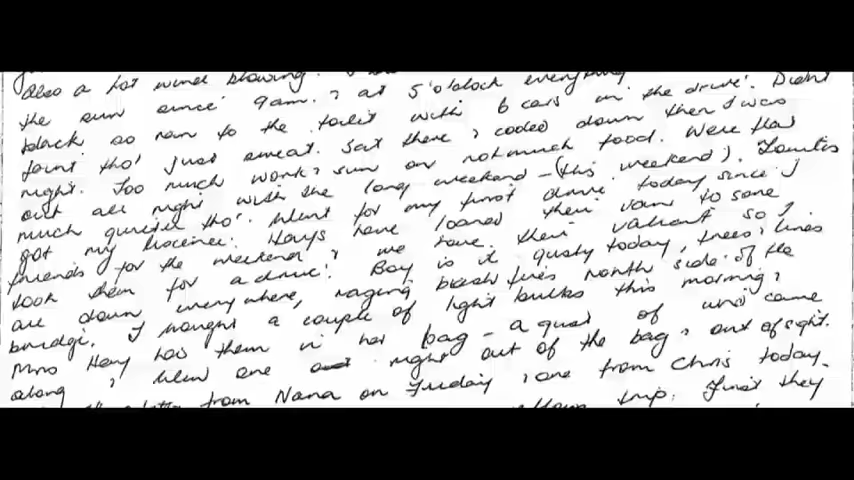 also a hot wind blowing.
the sun since 9am. & at 5 o'clock everything
black so ran to the toilet with 6 cars in the drive. Didn't
faint tho' just sweat. Sat there & cooled down then I was
right. Too much work & sun on not much food. Were flat
out all night with the long weekend - (this weekend). Tonite's
much quieter tho'. Went for my first drive today since I
got my licence. Hays have loaned their van to some
friends for the weekend & we have their valiant so I
took them for a drive! Boy is it gusty today, trees & lines
are down everywhere, raging bush fires north side of the
bridge. I bought a couple of light bulbs this morning &
Mrs Hay has them in her bag - a gust of wind came
along & blew one right out of the bag & out of sight.
letter from Nana on Friday & one from Chris today.
trip. First they